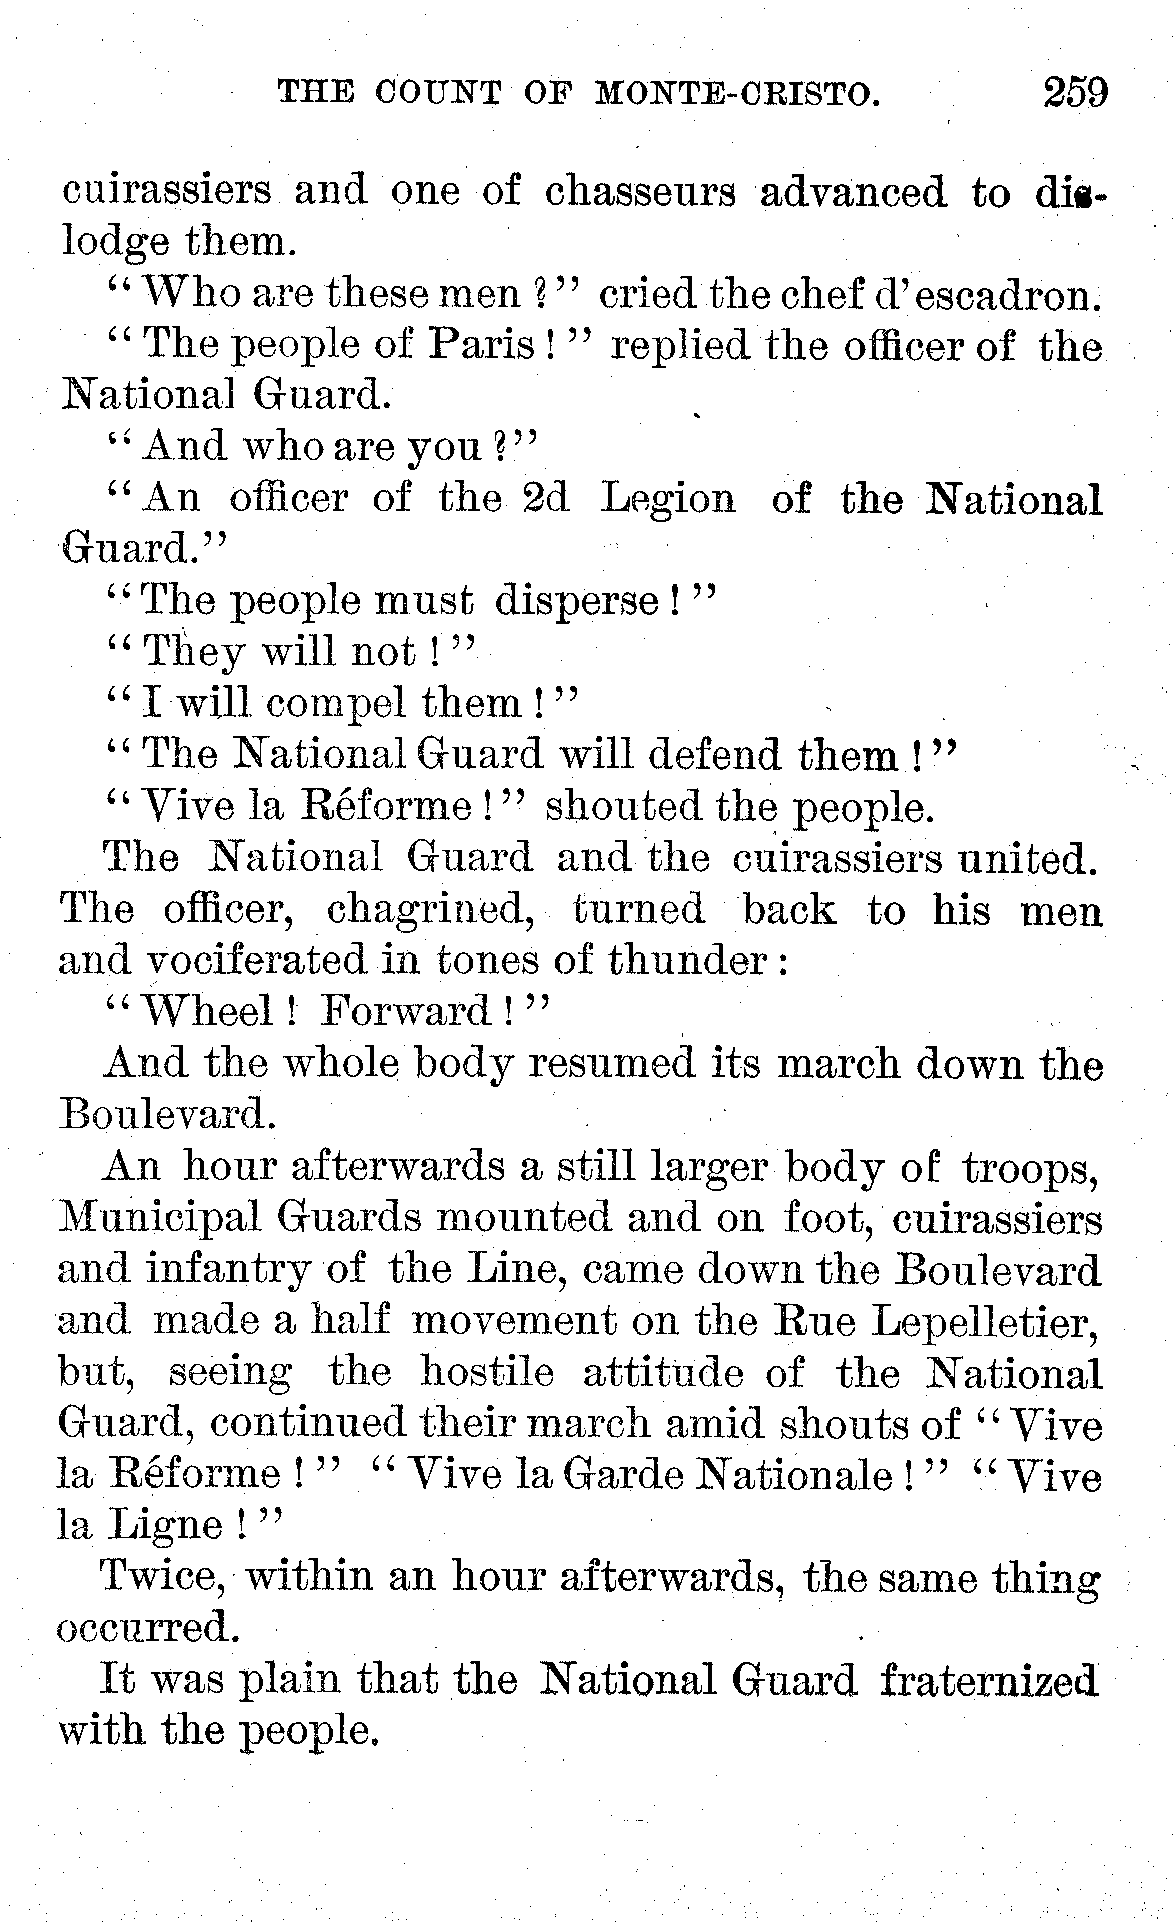 THE COUNT OF MONTE-CRISTO. 259
cuirassiers and one of chasseurs advanced to dis-
lodge them.
“Who are these men?” cried the chef d’escadron.
“The people of Paris!” replied the officer of the
National Guard.
“And who are you?”
“An officer of the 2d Legion of the National
Guard.”
“The people must disperse!”
“They will not!”
“I will compel them!”
“The National Guard will defend them!”
“Vive la Réforme!” shouted the people.
The National Guard and the cuirassiers united.
The officer, chagrined, turned back to his men
and vociferated in tones of thunder:
“Wheel! Forward!”
And the whole body resumed its march down the
Boulevard.
An hour afterwards a still larger body of troops,
Municipal Guards mounted and on foot, cuirassiers
and infantry of the Line, came down the Boulevard
and made a half movement on the Rue Lepelletier,
but, seeing the hostile attitude of the National
Guard, continued their march amid shouts of “Vive
la Réforme!” “Vive la Garde Nationale!” “Vive
la Ligne!”
Twice, within an hour afterwards, the same thing
occurred.
It was plain that the National Guard fraternized
with the people.